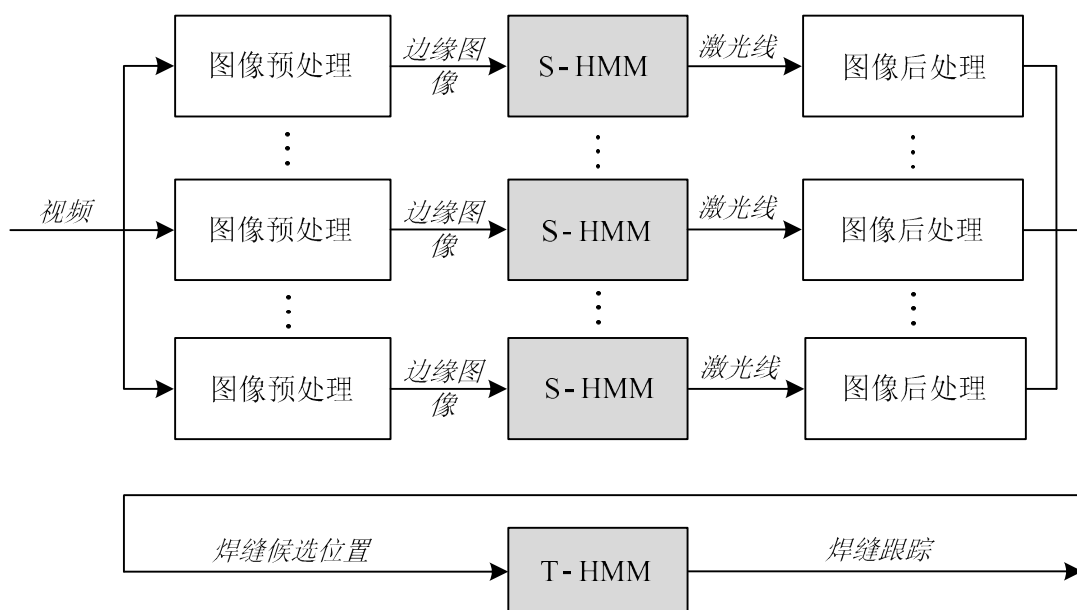 图像预处理
边缘图
像
S-HMM
激光线
图像后处理
视频
图像预处理
边缘图
像
S-HMM
激光线
图像后处理
图像预处理
边缘图
像
S-HMM
激光线
图像后处理
焊缝候选位置
T-HMM
焊缝跟踪